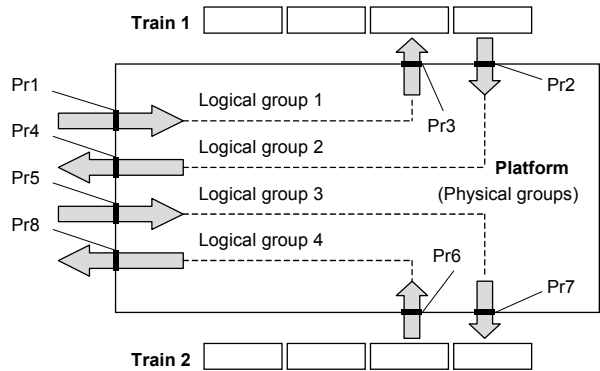 Train 1
Pr1
Pr2
Logical group 1
Pr3
Pr4
Logical group 2
Platform
Pr5
Logical group 3
(Physical groups)
Pr8
Logical group 4
Pr6
Pr7
Train 2